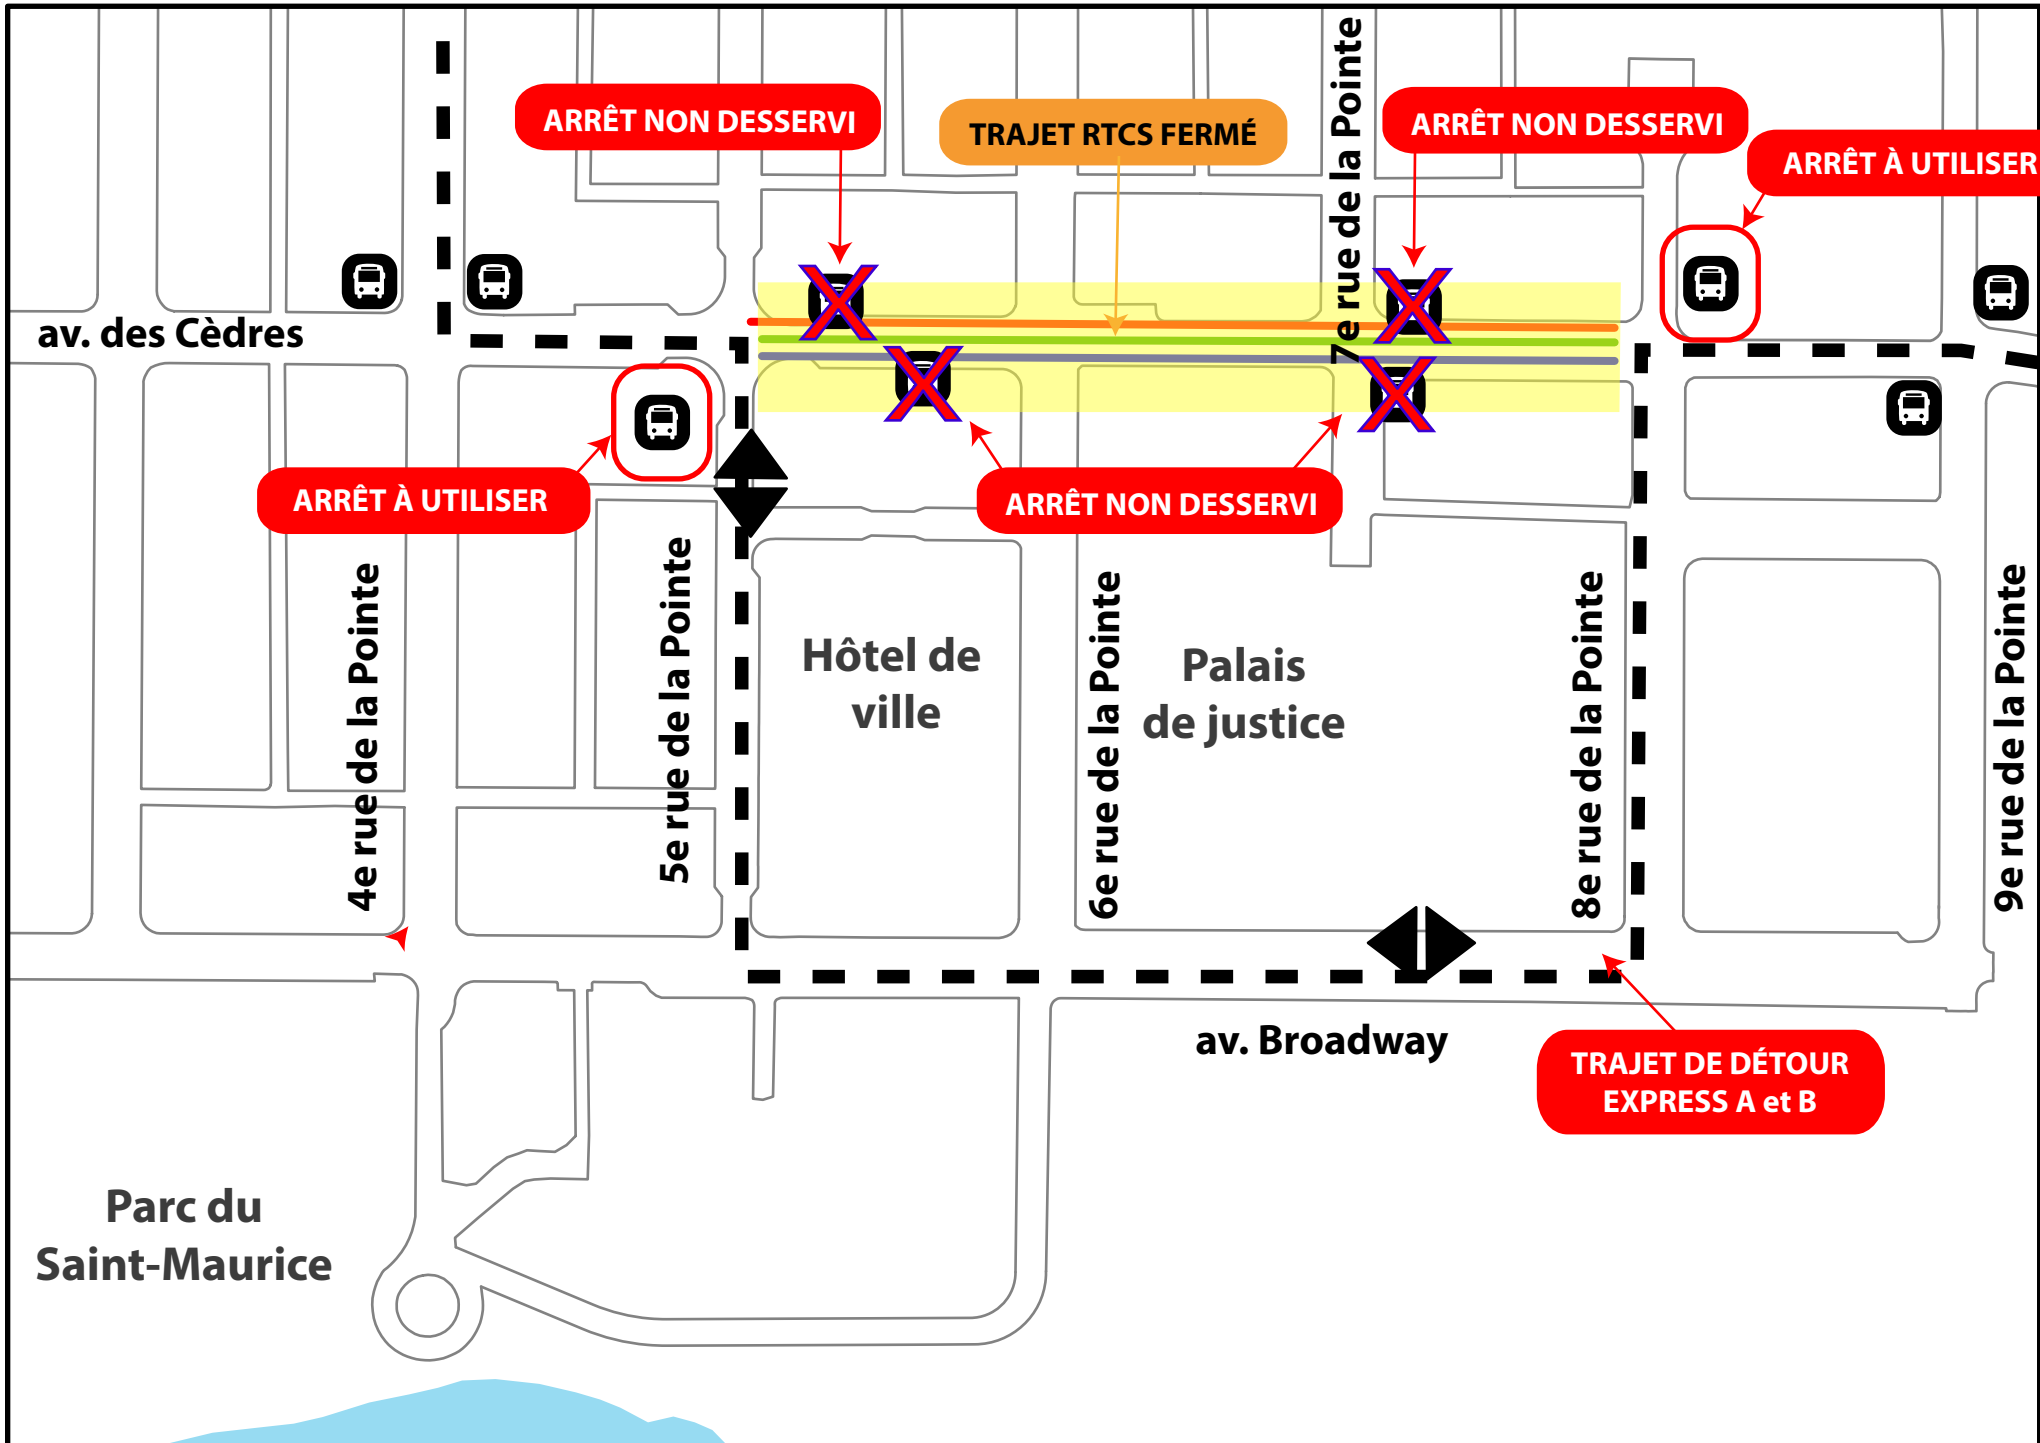 ARRÊT NON DESSERVI
TRAJET RTCS FERMÉ
7e rue de la Pointe
ARRÊT NON DESSERVI
ARRÊT À UTILISER
av. des Cèdres
ARRÊT À UTILISER
ARRÊT NON DESSERVI
4e rue de la Pointe
5e rue de la Pointe
Hôtel de
ville
6e rue de la Pointe
Palais
de justice
8e rue de la Pointe
9e rue de la Pointe
av. Broadway
TRAJET DE DÉTOUR
EXPRESS A et B
Parc du
Saint-Maurice